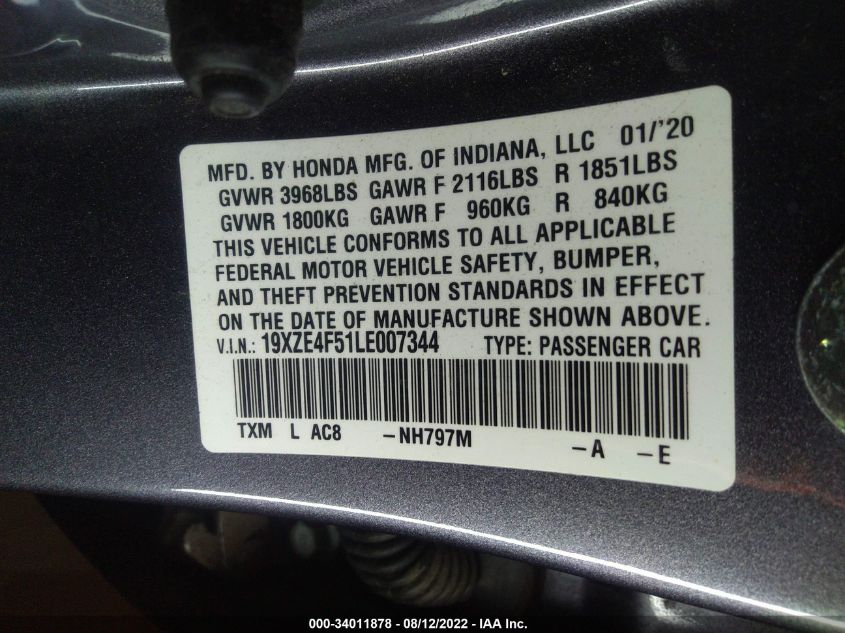 MFD. BY HONDA MFG. OF INDIANA, LLC 01/'20
GVWR 3968LBS GAWR F 2116LBS R 1851LBS
GVWR 1800KG GAWR F 960KG R 840KG
THIS VEHICLE CONFORMS TO ALL APPLICABLE
FEDERAL MOTOR VEHICLE SAFETY, BUMPER,
AND THEFT PREVENTION STANDARDS IN EFFECT
ON THE DATE OF MANUFACTURE SHOWN ABOVE.
V.I.N.: 19XZE4F51LE007344 TYPE: PASSENGER CAR
TXM L AC8 -NH797M -A -E
000-34011878 - 08/12/2022 - IAA Inc.